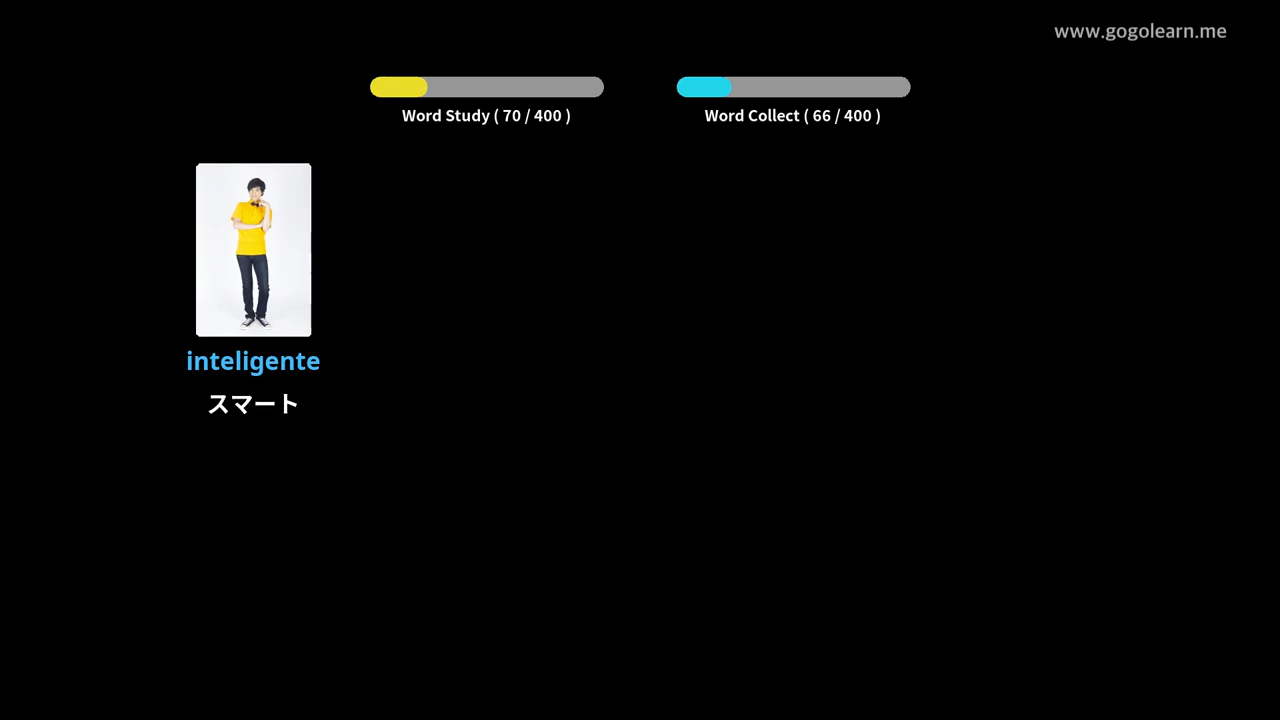 www.gogolearn.me
Word Study ( 70 / 400 )
Word Collect ( 66 / 400 )
inteligente
スマート